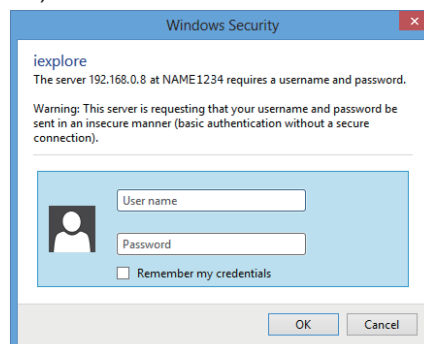 Windows Security
iexplore
The server 192.168.0.8 at NAME1234 requires a username and password.
Warning: This server is requesting that your username and password be
sent in an insecure manner (basic authentication without a secure
connection).
User name
Password
Remember my credentials
OK Cancel